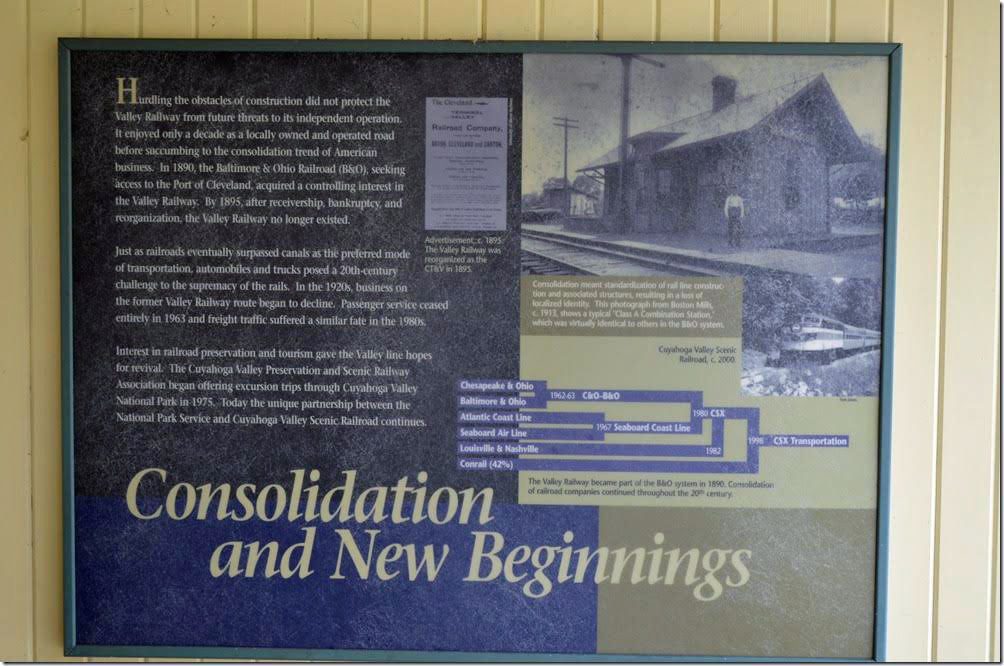 Hurdling the obstacles of construction did not protect the
Valley Railway from future threats to its independent operation.
It enjoyed only a decade as a locally owned and operated road
before succumbing to the consolidation trend of American
business. In 1890, the Baltimore & Ohio Railroad (B&O), seeking
access to the Port of Cleveland, acquired a controlling interest in
the Valley Railway. By 1895, after receivership, bankruptcy, and
reorganization, the Valley Railway no longer existed.
Just as railroads eventually surpassed canals as the preferred mode
of transportation, automobiles and trucks posed a 20th-century
challenge to the supremacy of the rails. In the 1920s, business on
the former Valley Railway route began to decline. Passenger service ceased
entirely in 1963 and freight traffic suffered a similar fate in the 1980s.
Interest in railroad preservation and tourism gave the Valley line hopes
for revival. The Cuyahoga Valley Preservation and Scenic Railway
Association began offering excursion trips through Cuyahoga Valley
National Park in 1975. Today the unique partnership between the
National Park Service and Cuyahoga Valley Scenic Railroad continues.
The Cleveland
TERMINAL
VALLEY
Railroad Company,
AKRON, CLEVELAND and CANTON,
Advertisement, c. 1895.
The Valley Railway was
reorganized as the
CT&V in 1895.
Consolidation meant standardization of rail line construc-
tion and associated structures, resulting in a loss of
localized identity. This photograph from Boston Mills,
c. 1913, shows a typical "Class A Combination Station,"
which was virtually identical to others in the B&O system.
Cuyahoga Valley Scenic
Railroad, c. 2000.
Chesapeake & Ohio
Baltimore & Ohio
1962-63 C&O-B&O
Atlantic Coast Line
Seaboard Air Line
1967 Seaboard Coast Line
1980 CSX
Louisville & Nashville
1982
Conrail (42%)
1998 CSX Transportation
The Valley Railway became part of the B&O system in 1890. Consolidation
of railroad companies continued throughout the 20th century.
Consolidation
and New Beginnings